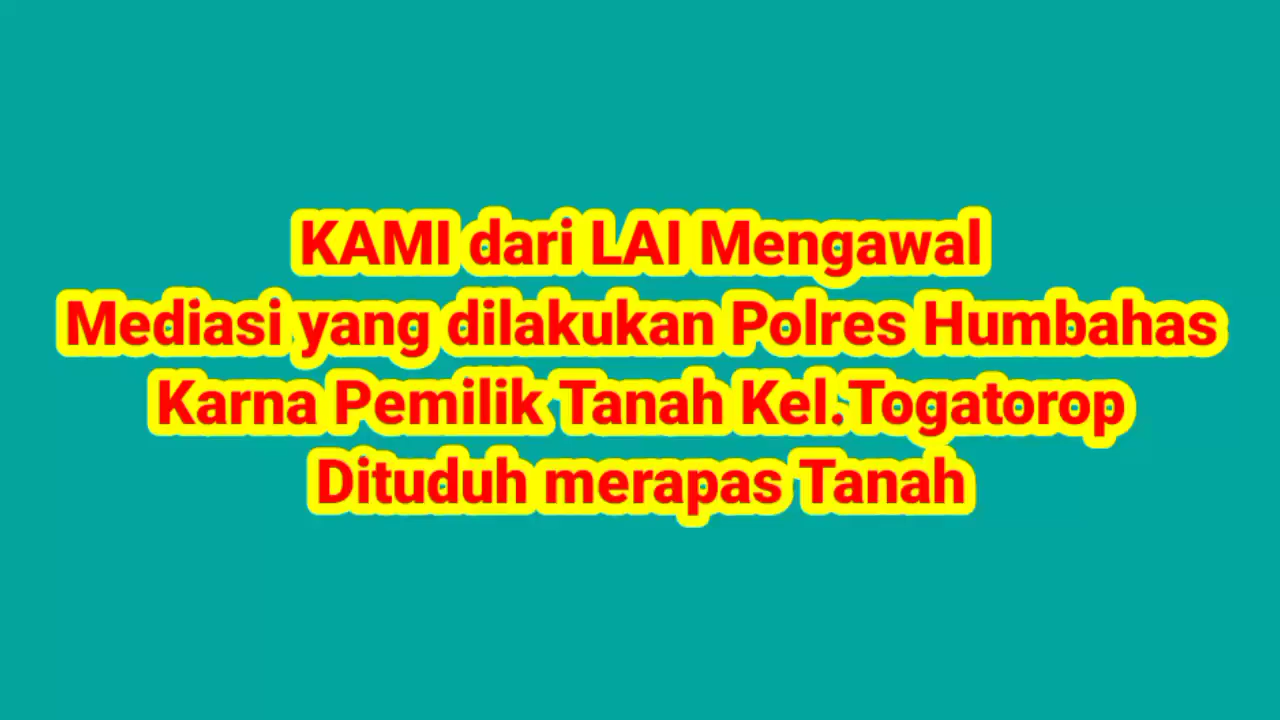 KAMI dari LAI Mengawal
Mediasi yang dilakukan Polres Humbahas
Karna Pemilik Tanah Kel.Togatorop
Dituduh merapas Tanah